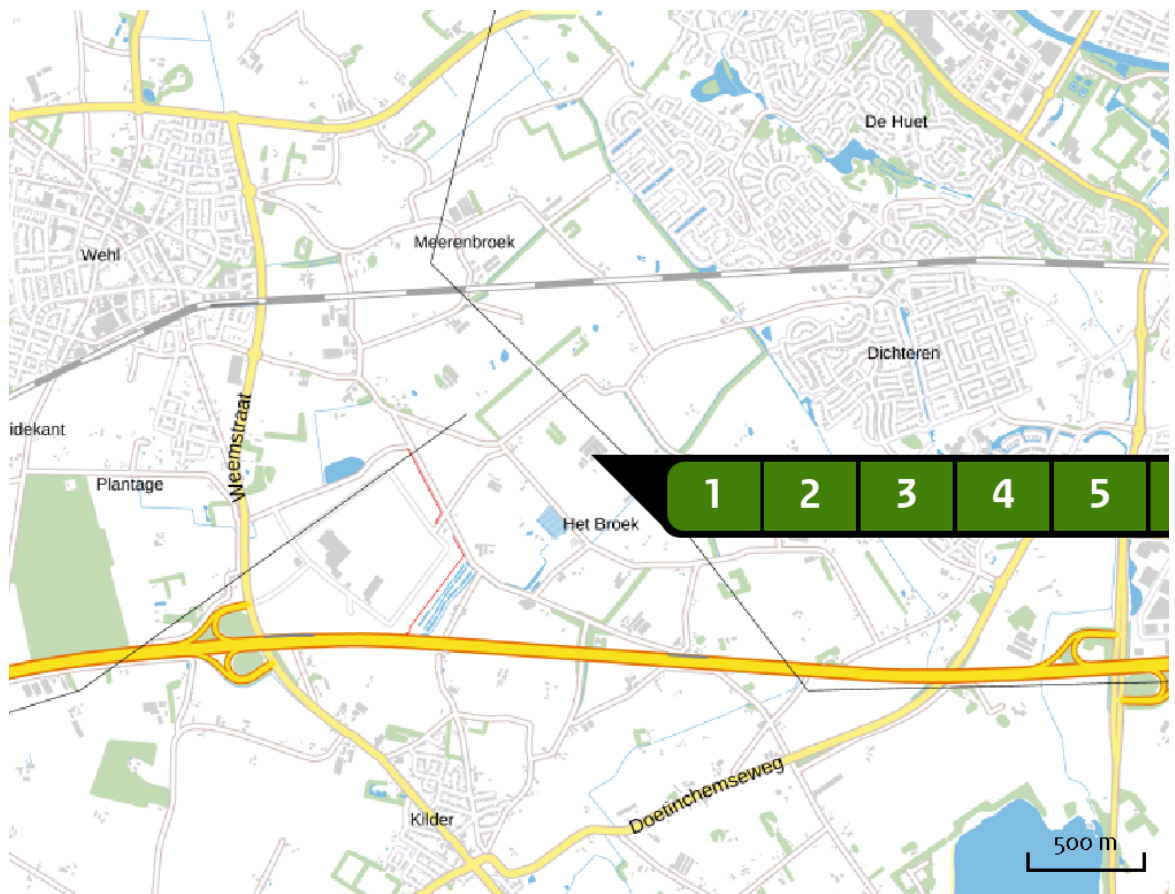 De Huet
Meerenbroek
Wehl
Dichteren
Weemstraat
idekant
Plantage
1 2 3 4 5
Het Broek
Doetinchemseweg
Kilder
500 m